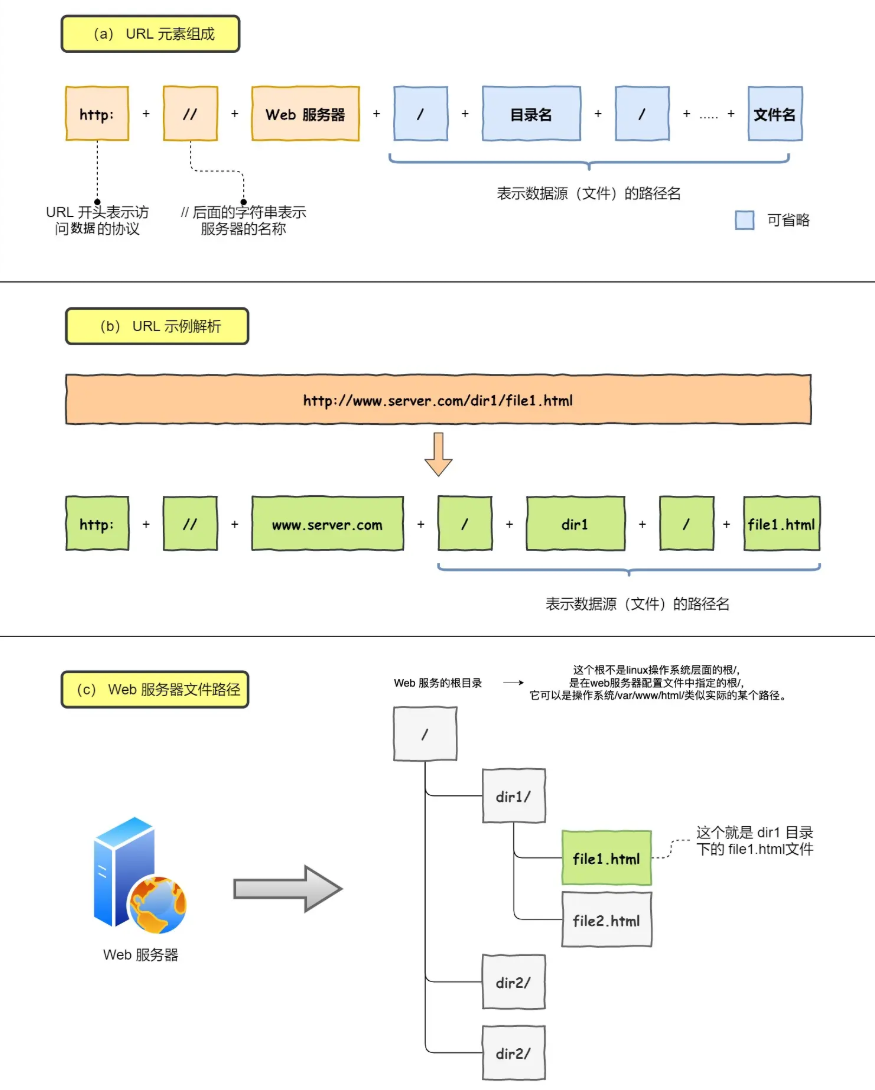 （a） URL 元素组成
http: + // + Web 服务器 + / + 目录名 + / + ..... + 文件名
表示数据源（文件）的路径名
URL 开头表示访
问数据的协议
// 后面的字符串表示
服务器的名称
可省略
（b） URL 示例解析
http://www.server.com/dir1/file1.html
http: + // + www.server.com + / + dir1 + / + file1.html
表示数据源（文件）的路径名
（c） Web 服务器文件路径
Web 服务的根目录
这个根不是linux操作系统层面的根/,
是在web服务器配置文件中指定的根/,
它可以是操作系统/var/www/html/类似实际的某个路径。
/
dir1/
file1.html
这个就是 dir1 目录
下的 file1.html文件
file2.html
Web 服务器
dir2/
dir2/